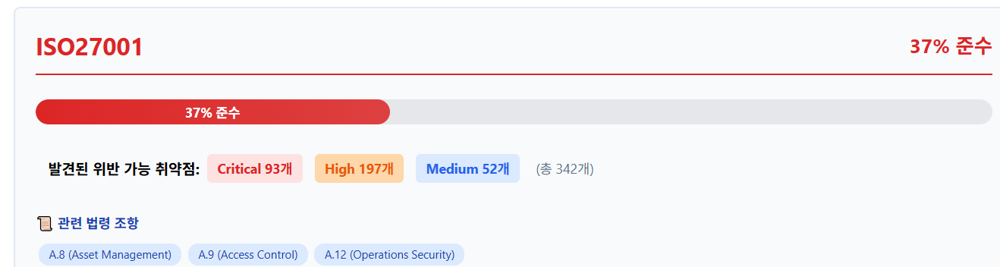 ISO27001
37% 준수
37% 준수
발견된 위반 가능 취약점: Critical 93개 High 197개 Medium 52개 (총 342개)
📜 관련 법령 조항
A.8 (Asset Management) A.9 (Access Control) A.12 (Operations Security)